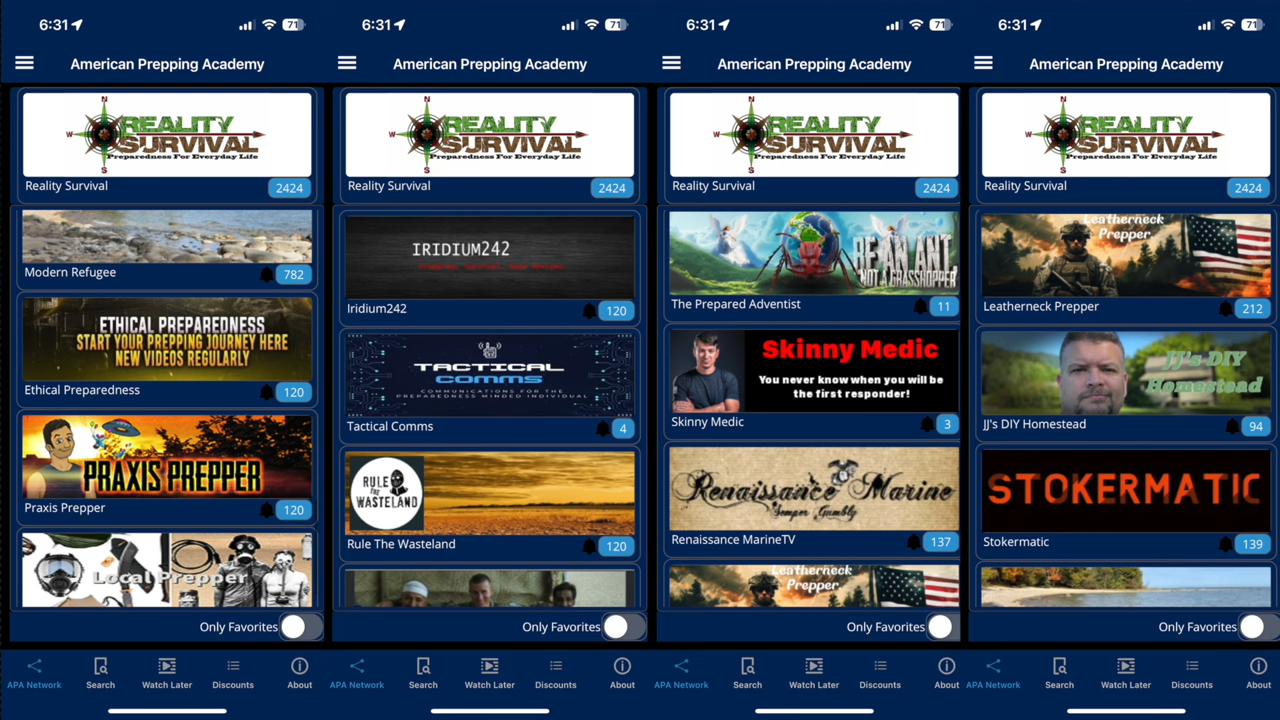 6:31
71
American Prepping Academy
N
W
REALITY
SURVIVAL
Preparedness For Everyday Life
S
Reality Survival
2424
Modern Refugee
782
ETHICAL PREPAREDNESS
START YOUR PREPPING JOURNEY HERE
NEW VIDEOS REGULARLY
Ethical Preparedness
120
PRAXIS PREPPER
Praxis Prepper
120
Local Prepper
Only Favorites
APA Network
Search
Watch Later
Discounts
About
6:31
71
American Prepping Academy
N
W
REALITY
SURVIVAL
Preparedness For Everyday Life
S
Reality Survival
2424
IRIDIUM242
Iridium242
120
TACTICAL
COMMS
COMMUNICATIONS FOR THE
PREPAREDNESS MINDED INDIVIDUAL
Tactical Comms
4
RULE
THE
WASTELAND
Rule The Wasteland
120
Only Favorites
APA Network
Search
Watch Later
Discounts
About
6:31
71
American Prepping Academy
N
W
REALITY
SURVIVAL
Preparedness For Everyday Life
S
Reality Survival
2424
BE AN ANT
NOT A GRASSHOPPER
The Prepared Adventist
11
Skinny Medic
You never know when you will be
the first responder!
Skinny Medic
3
Renaissance Marine
Semper Gumbly
Renaissance MarineTV
137
Leatherneck
Prepper
Only Favorites
APA Network
Search
Watch Later
Discounts
About
6:31
71
American Prepping Academy
N
W
REALITY
SURVIVAL
Preparedness For Everyday Life
S
Reality Survival
2424
Leatherneck
Prepper
Leatherneck Prepper
212
JJ's DIY
Homestead
JJ's DIY Homestead
94
STOKERMATIC
Stokermatic
139
Only Favorites
APA Network
Search
Watch Later
Discounts
About